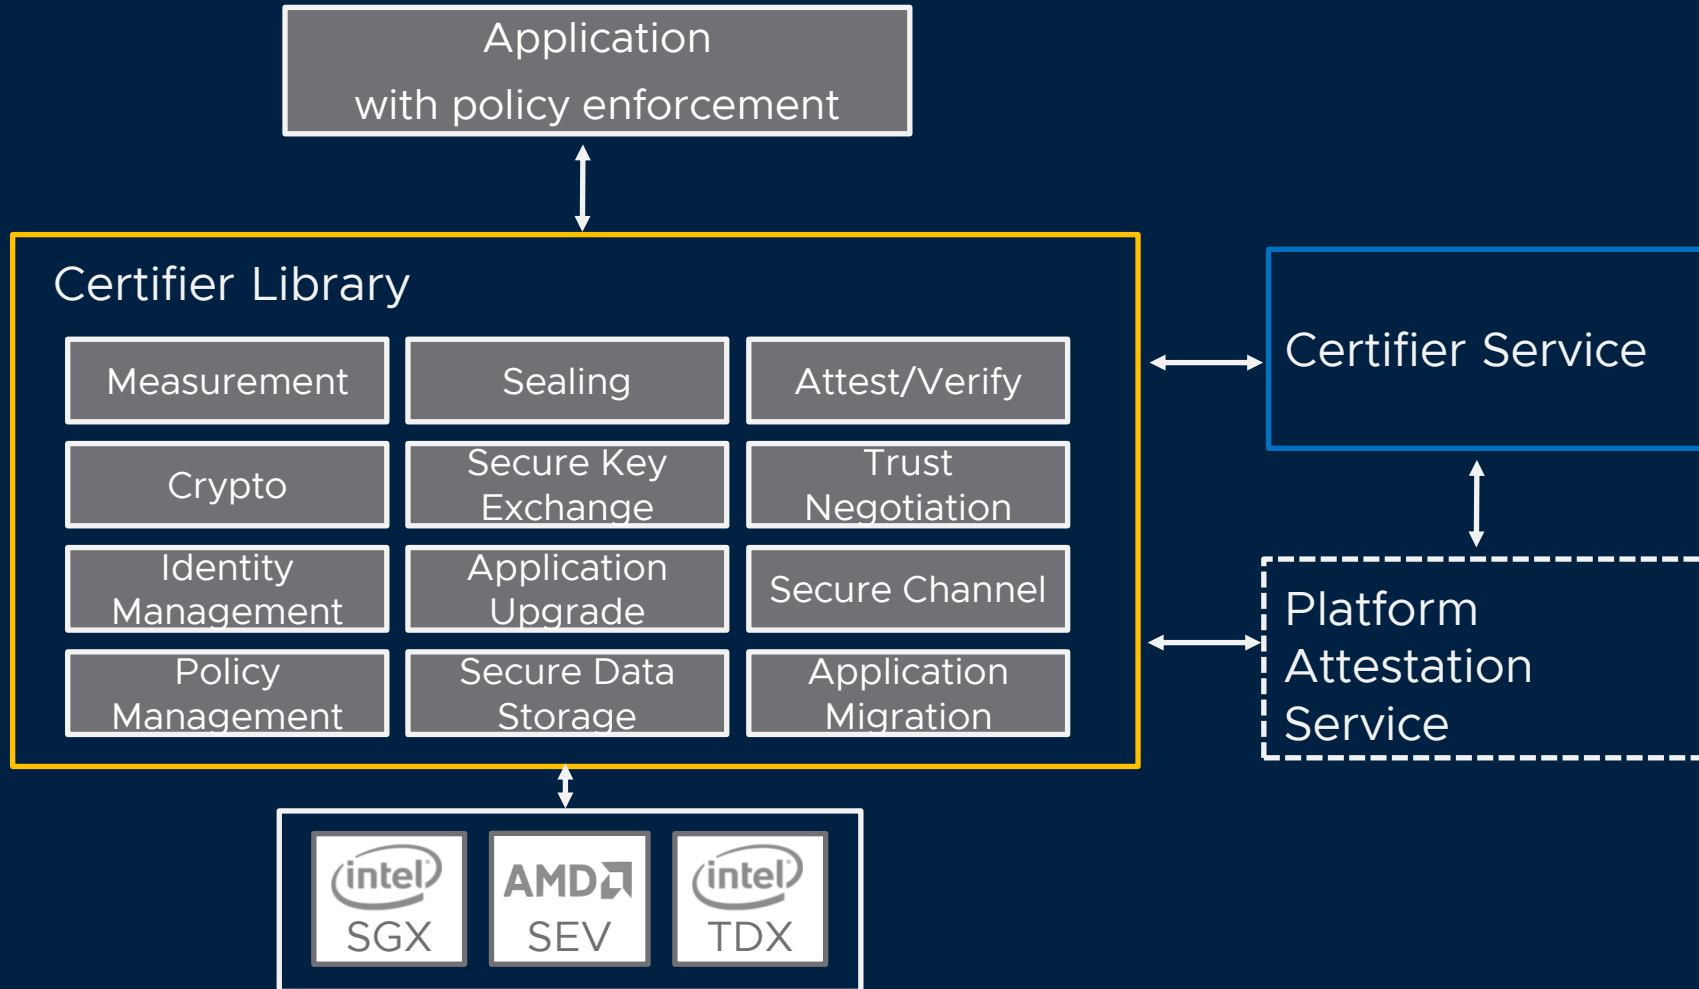 Application
with policy enforcement
Certifier Library
Measurement
Sealing
Attest/Verify
Crypto
Secure Key
Exchange
Trust
Negotiation
Identity
Management
Application
Upgrade
Secure Channel
Policy
Management
Secure Data
Storage
Application
Migration
Certifier Service
Platform
Attestation
Service
intel
SGX
AMD
SEV
intel
TDX